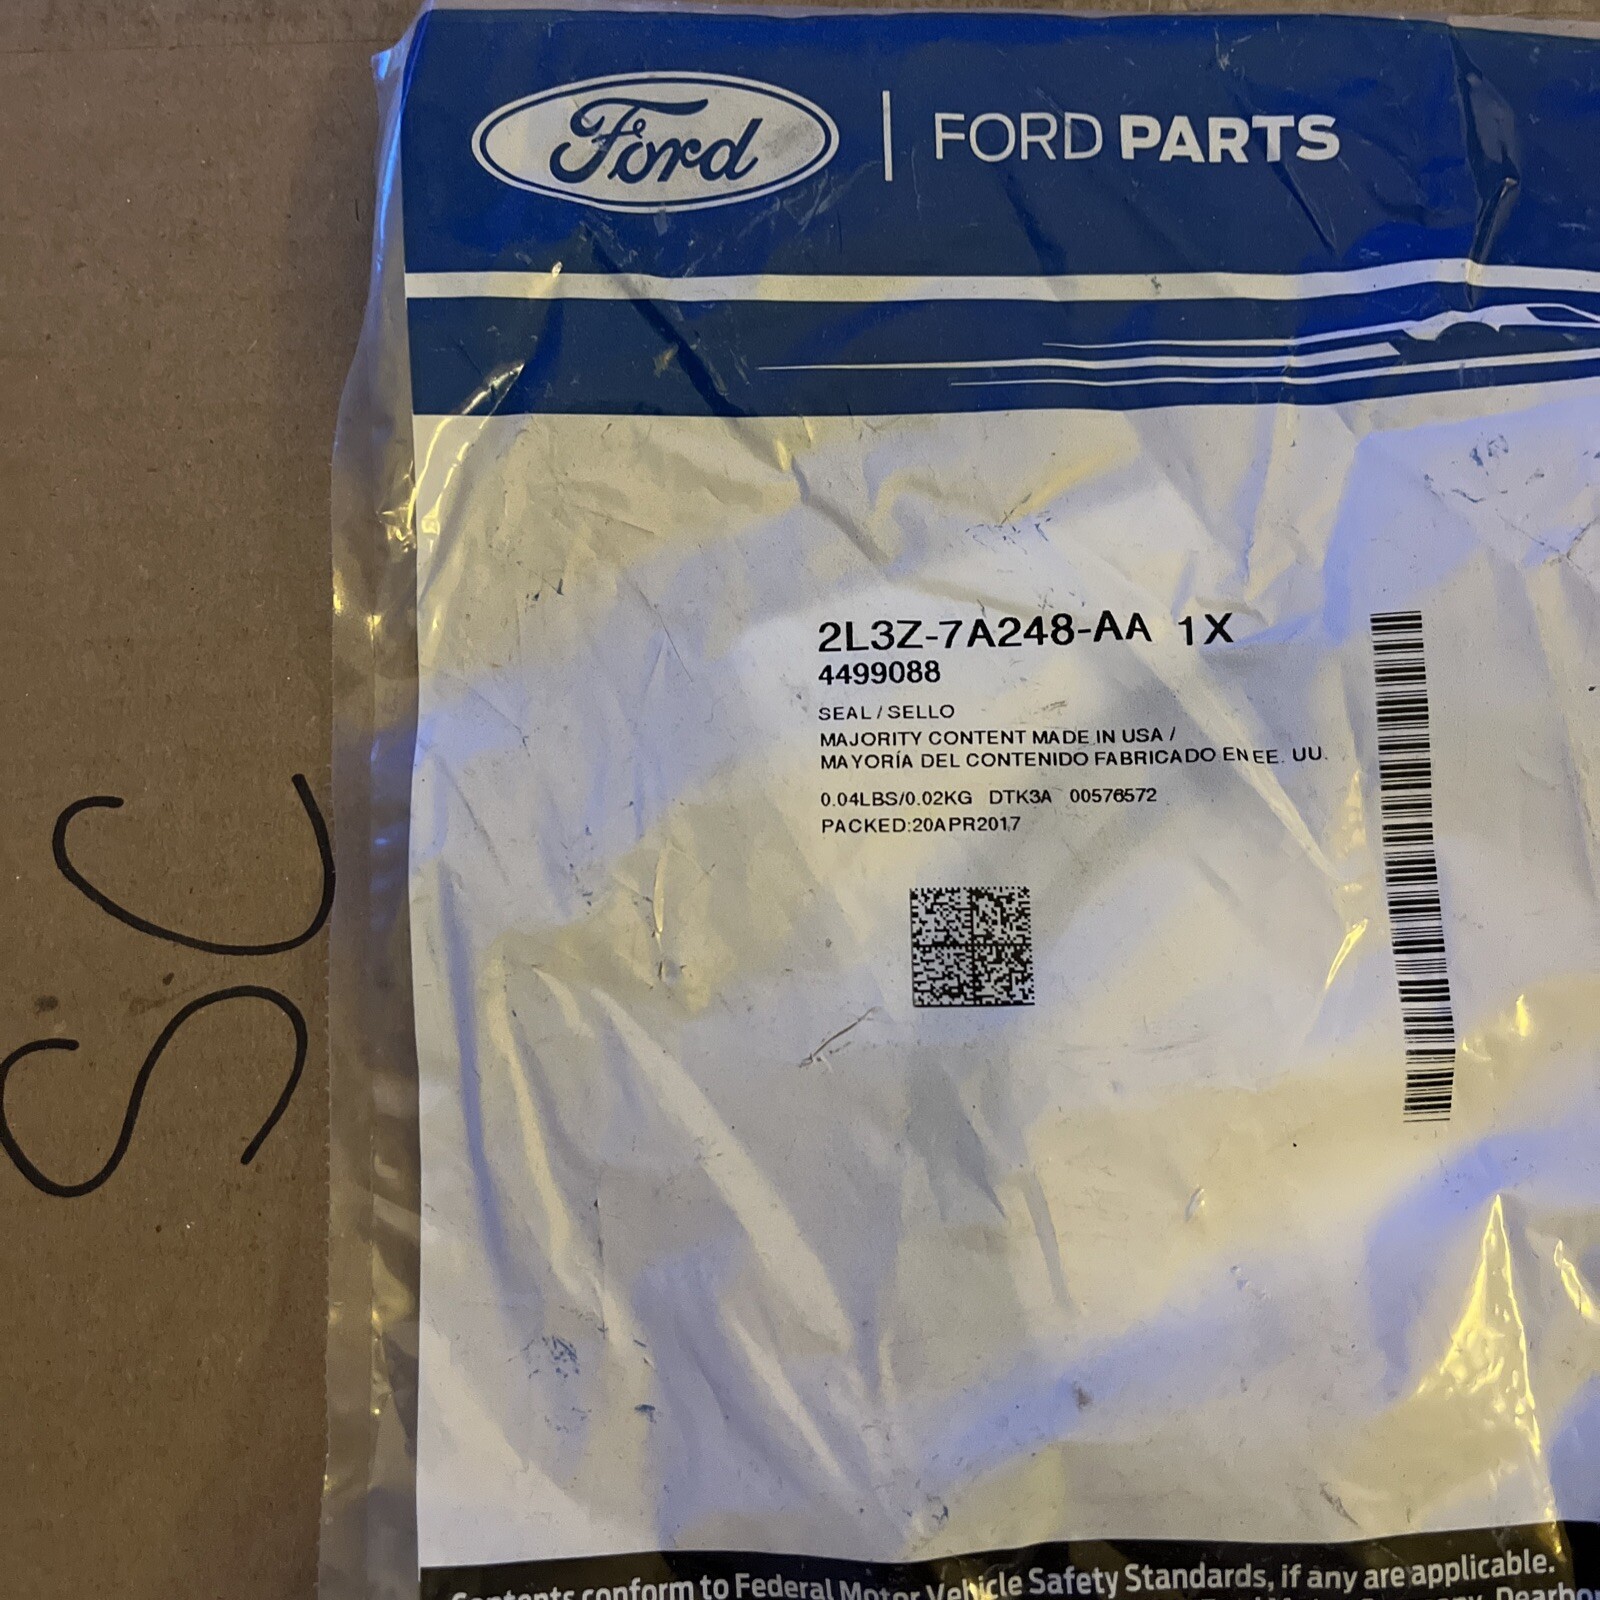 Ford
FORD PARTS
2L3Z-7A248-AA 1X
4499088
SEAL / SELLO
MAJORITY CONTENT MADE IN USA /
MAYORÍA DEL CONTENIDO FABRICADO EN EE. UU.
0.04LBS/0.02KG DTK3A 00576572
PACKED:20APR2017
Contents conform to Federal Motor Vehicle Safety Standards, if any are applicable.